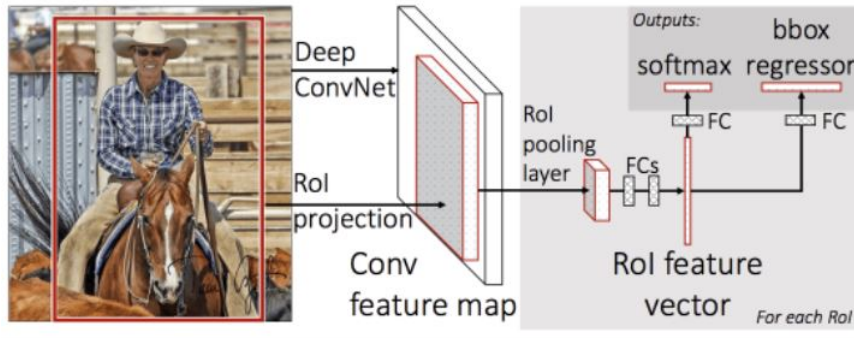 Deep
ConvNet
RoI
projection
Conv
feature map
RoI
pooling
layer
FCs
RoI feature
vector
For each RoI
Outputs:
softmax
bbox
regressor
FC
FC